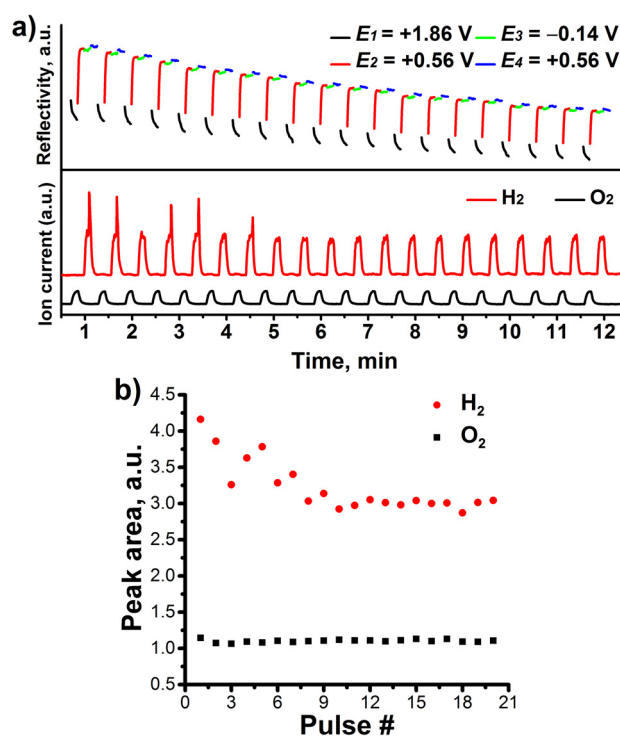 a)
E₁ = +1.86 V E₃ = −0.14 V
E₂ = +0.56 V E₄ = +0.56 V
Reflectivity, a.u.
H₂ O₂
Ion current (a.u.)
1 2 3 4 5 6 7 8 9 10 11 12
Time, min
b)
H₂
O₂
4.5
4.0
3.5
3.0
2.5
2.0
1.5
1.0
0.5
Peak area, a.u.
0 3 6 9 12 15 18 21
Pulse #